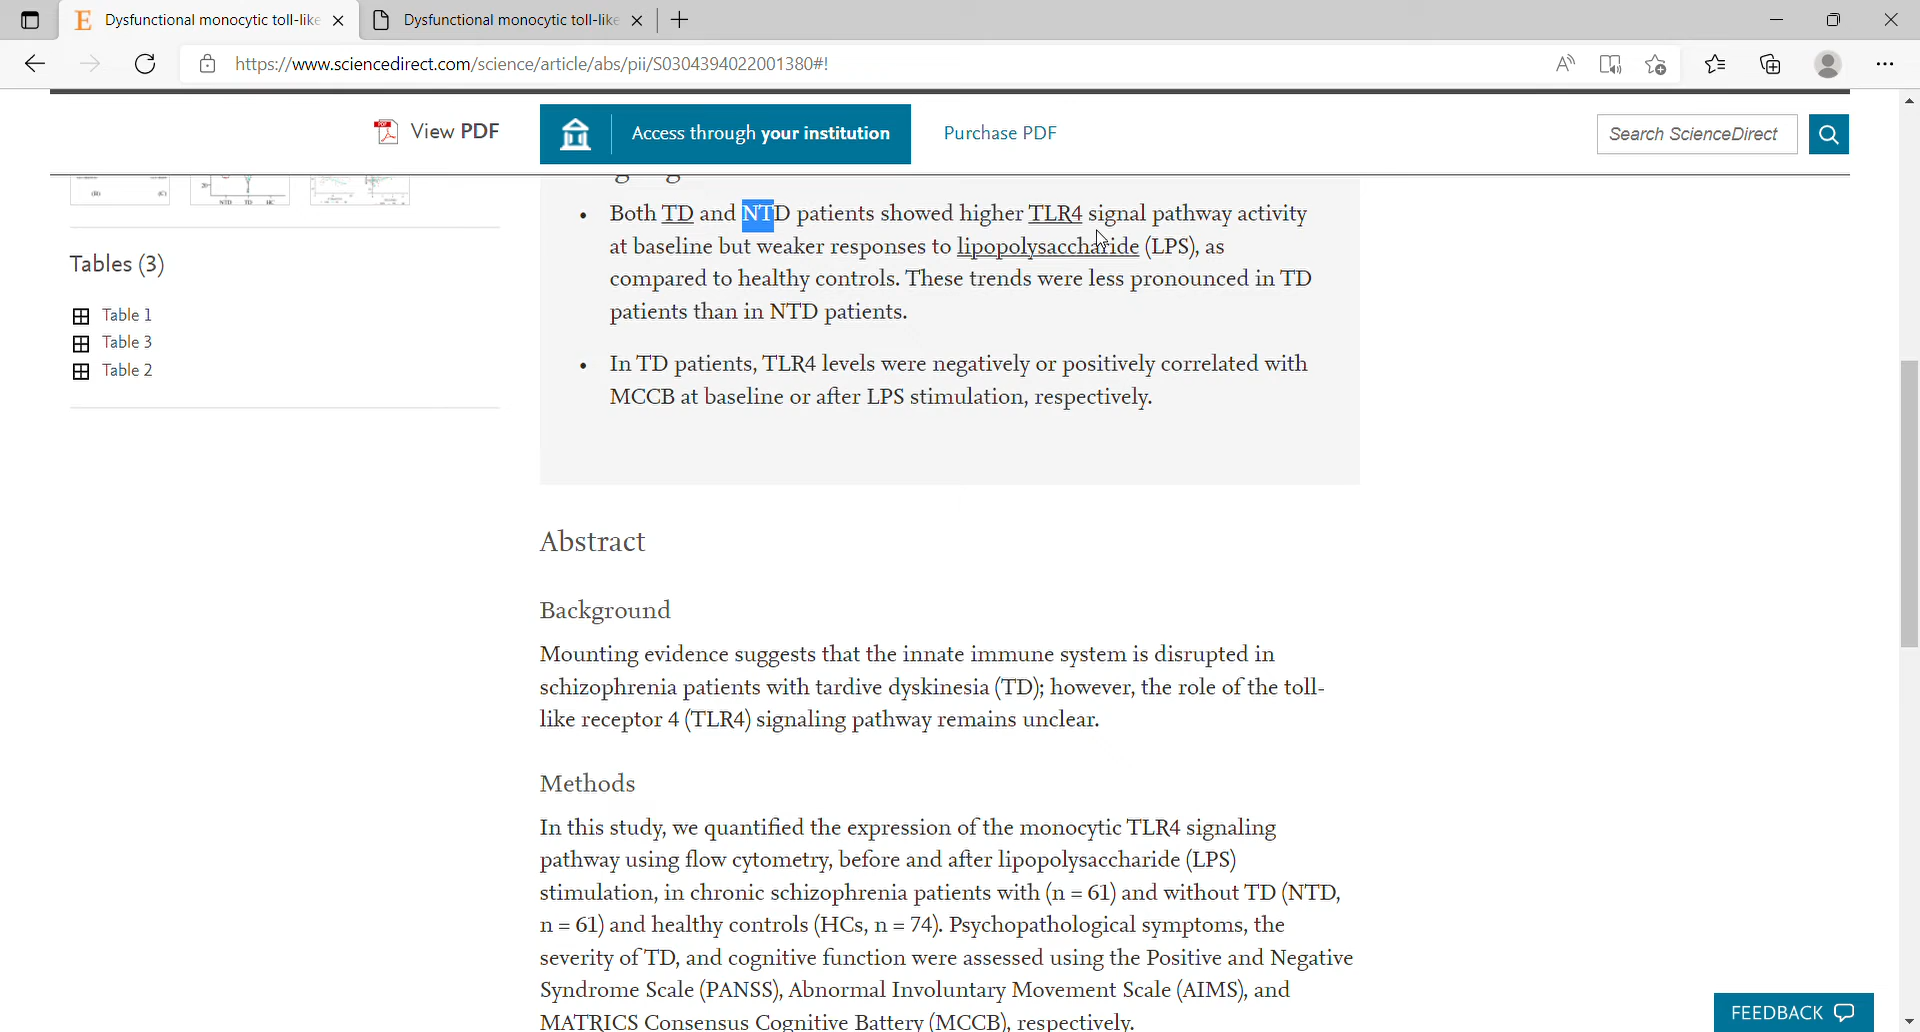 Dysfunctional monocytic toll-like
Dysfunctional monocytic toll-like
https://www.sciencedirect.com/science/article/abs/pii/S0304394022001380#!
View PDF
Access through your institution
Purchase PDF
Search ScienceDirect
(B) (C)
NTD TD HC
Tables (3)
Table 1
Table 3
Table 2
• Both TD and NTD patients showed higher TLR4 signal pathway activity
at baseline but weaker responses to lipopolysaccharide (LPS), as
compared to healthy controls. These trends were less pronounced in TD
patients than in NTD patients.
• In TD patients, TLR4 levels were negatively or positively correlated with
MCCB at baseline or after LPS stimulation, respectively.
Abstract
Background
Mounting evidence suggests that the innate immune system is disrupted in
schizophrenia patients with tardive dyskinesia (TD); however, the role of the toll-
like receptor 4 (TLR4) signaling pathway remains unclear.
Methods
In this study, we quantified the expression of the monocytic TLR4 signaling
pathway using flow cytometry, before and after lipopolysaccharide (LPS)
stimulation, in chronic schizophrenia patients with (n = 61) and without TD (NTD,
n = 61) and healthy controls (HCs, n = 74). Psychopathological symptoms, the
severity of TD, and cognitive function were assessed using the Positive and Negative
Syndrome Scale (PANSS), Abnormal Involuntary Movement Scale (AIMS), and
MATRICS Consensus Cognitive Battery (MCCB), respectively.
FEEDBACK